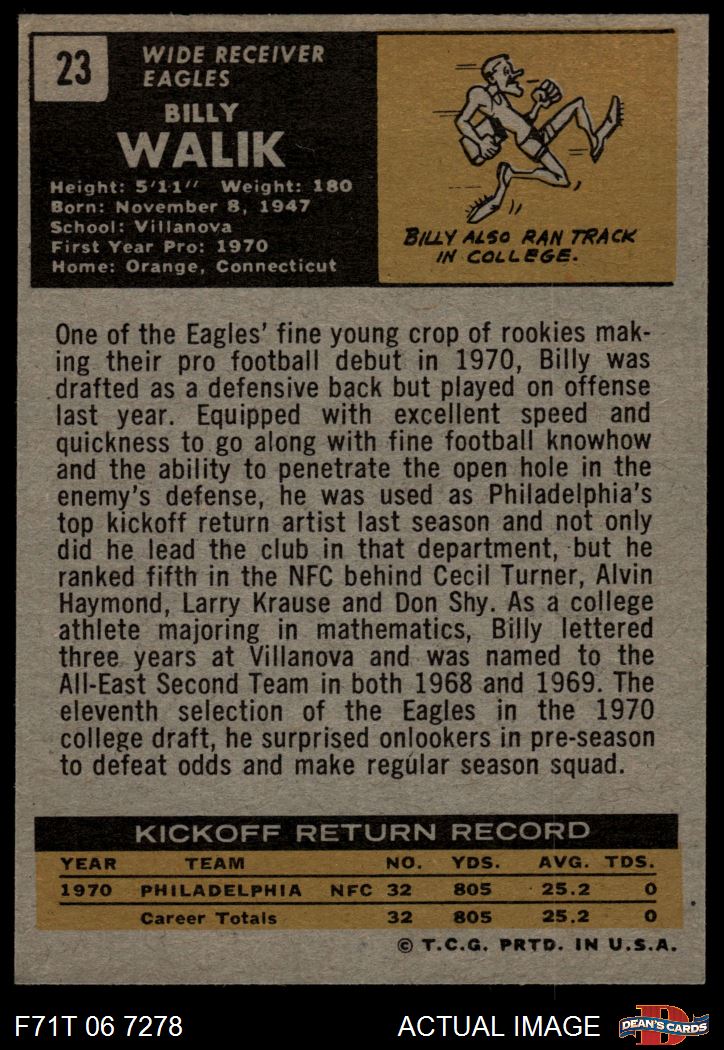 23
WIDE RECEIVER
EAGLES
BILLY
WALIK
Height: 5'11" Weight: 180
Born: November 8, 1947
School: Villanova
First Year Pro: 1970
Home: Orange, Connecticut
BILLY ALSO RAN TRACK
IN COLLEGE.
One of the Eagles' fine young crop of rookies mak-
ing their pro football debut in 1970, Billy was
drafted as a defensive back but played on offense
last year. Equipped with excellent speed and
quickness to go along with fine football knowhow
and the ability to penetrate the open hole in the
enemy's defense, he was used as Philadelphia's
top kickoff return artist last season and not only
did he lead the club in that department, but he
ranked fifth in the NFC behind Cecil Turner, Alvin
Haymond, Larry Krause and Don Shy. As a college
athlete majoring in mathematics, Billy lettered
three years at Villanova and was named to the
All-East Second Team in both 1968 and 1969. The
eleventh selection of the Eagles in the 1970
college draft, he surprised onlookers in pre-season
to defeat odds and make regular season squad.
KICKOFF RETURN RECORD
YEAR TEAM NO. YDS. AVG. TDS.
1970 PHILADELPHIA NFC 32 805 25.2 0
Career Totals 32 805 25.2 0
© T.C.G. PRTD. IN U.S.A.
F71T 06 7278 ACTUAL IMAGE
D
DEAN'S CARDS